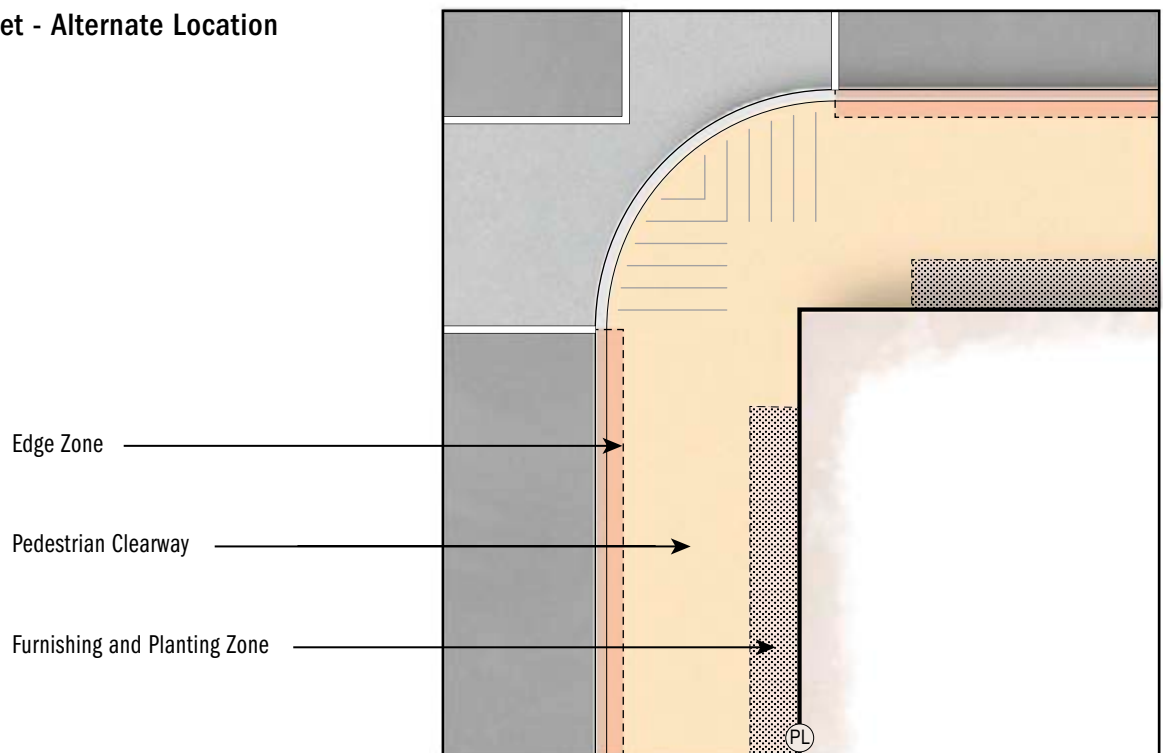 et - Alternate Location
Edge Zone
Pedestrian Clearway
Furnishing and Planting Zone
PL